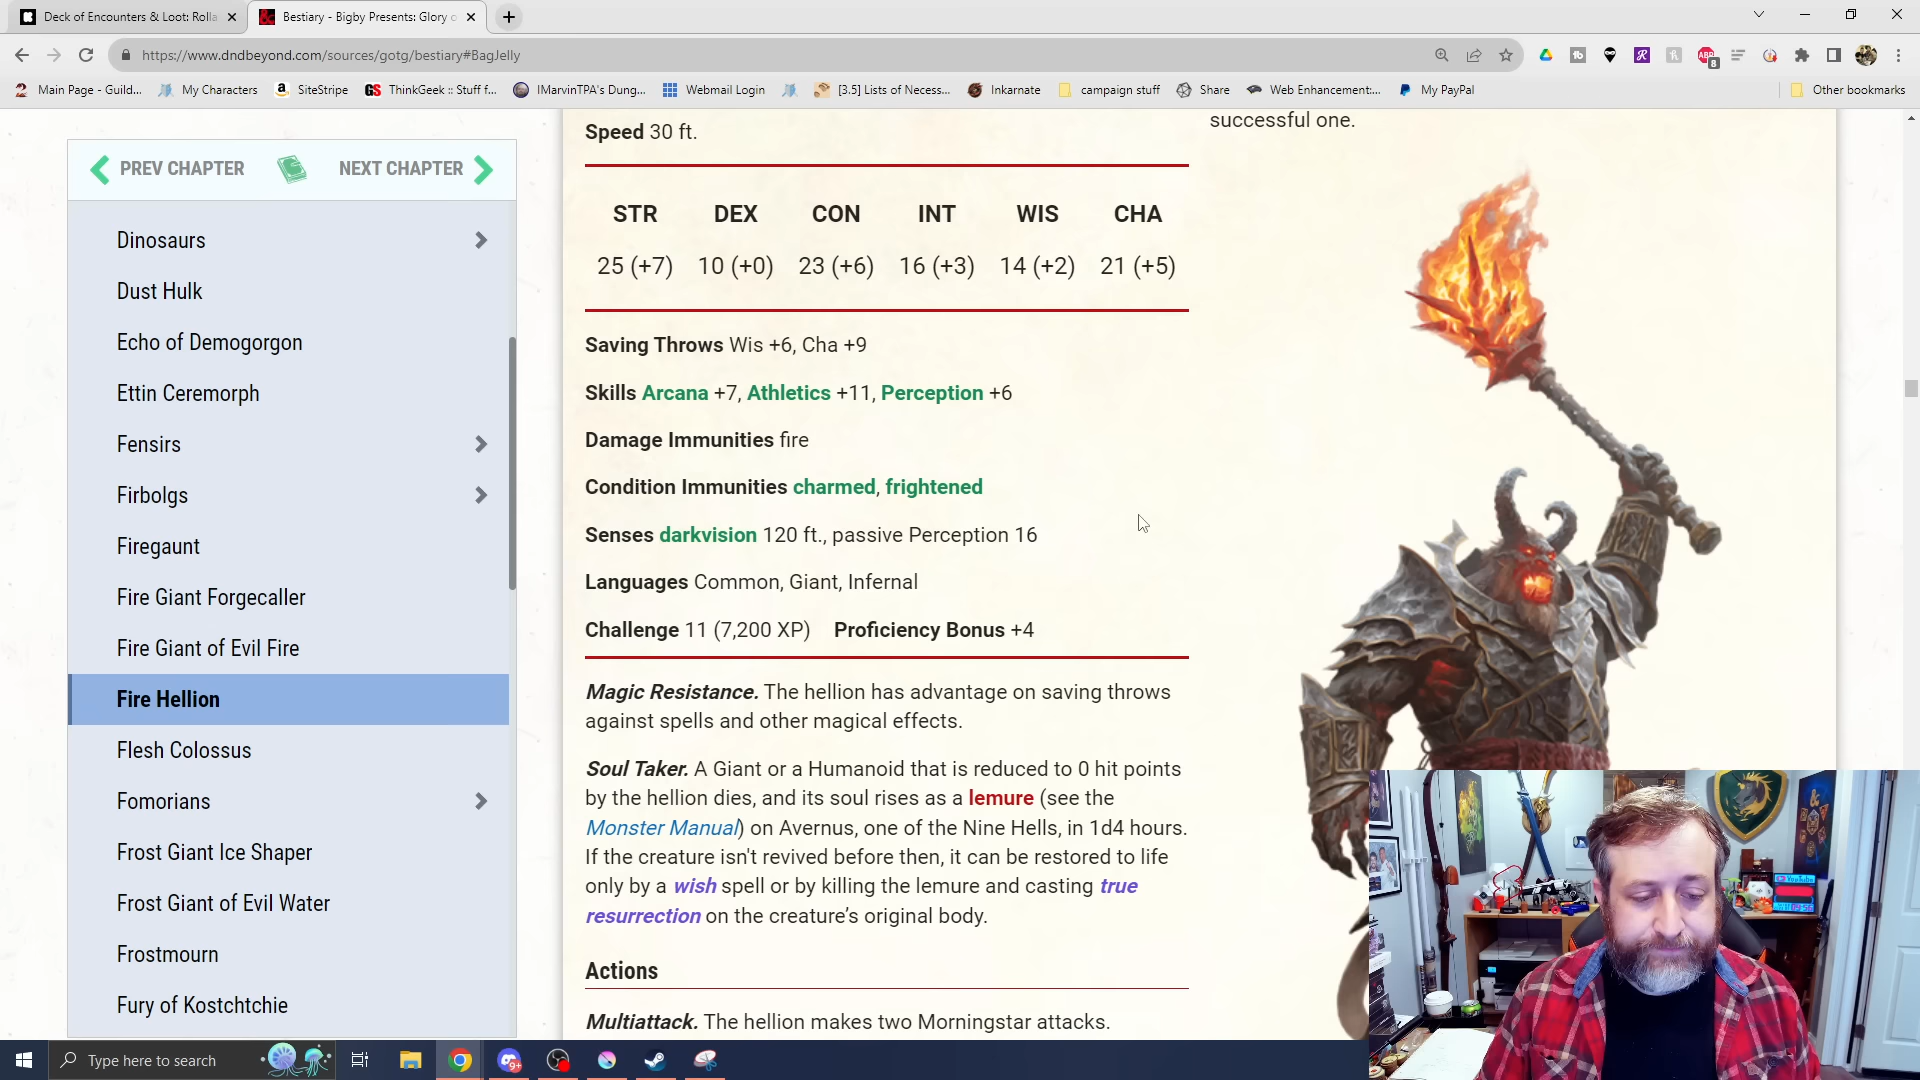 Deck of Encounters & Loot: Rolla
Bestiary - Bigby Presents: Glory o
https://www.dndbeyond.com/sources/gotg/bestiary#BagJelly
Main Page - Guild...
My Characters
SiteStripe
GS ThinkGeek :: Stuff f...
IMarvinTPA's Dung...
Webmail Login
[3.5] Lists of Necess...
Inkarnate
campaign stuff
Share
Web Enhancement:...
My PayPal
Other bookmarks
PREV CHAPTER
NEXT CHAPTER
Dinosaurs
Dust Hulk
Echo of Demogorgon
Ettin Ceremorph
Fensirs
Firbolgs
Firegaunt
Fire Giant Forgecaller
Fire Giant of Evil Fire
Fire Hellion
Flesh Colossus
Fomorians
Frost Giant Ice Shaper
Frost Giant of Evil Water
Frostmourn
Fury of Kostchtchie
Speed 30 ft.
STR DEX CON INT WIS CHA
25 (+7) 10 (+0) 23 (+6) 16 (+3) 14 (+2) 21 (+5)
Saving Throws Wis +6, Cha +9
Skills Arcana +7, Athletics +11, Perception +6
Damage Immunities fire
Condition Immunities charmed, frightened
Senses darkvision 120 ft., passive Perception 16
Languages Common, Giant, Infernal
Challenge 11 (7,200 XP) Proficiency Bonus +4
Magic Resistance. The hellion has advantage on saving throws
against spells and other magical effects.
Soul Taker. A Giant or a Humanoid that is reduced to 0 hit points
by the hellion dies, and its soul rises as a lemure (see the
Monster Manual) on Avernus, one of the Nine Hells, in 1d4 hours.
If the creature isn't revived before then, it can be restored to life
only by a wish spell or by killing the lemure and casting true
resurrection on the creature’s original body.
Actions
Multiattack. The hellion makes two Morningstar attacks.
successful one.
YouTube
Type here to search